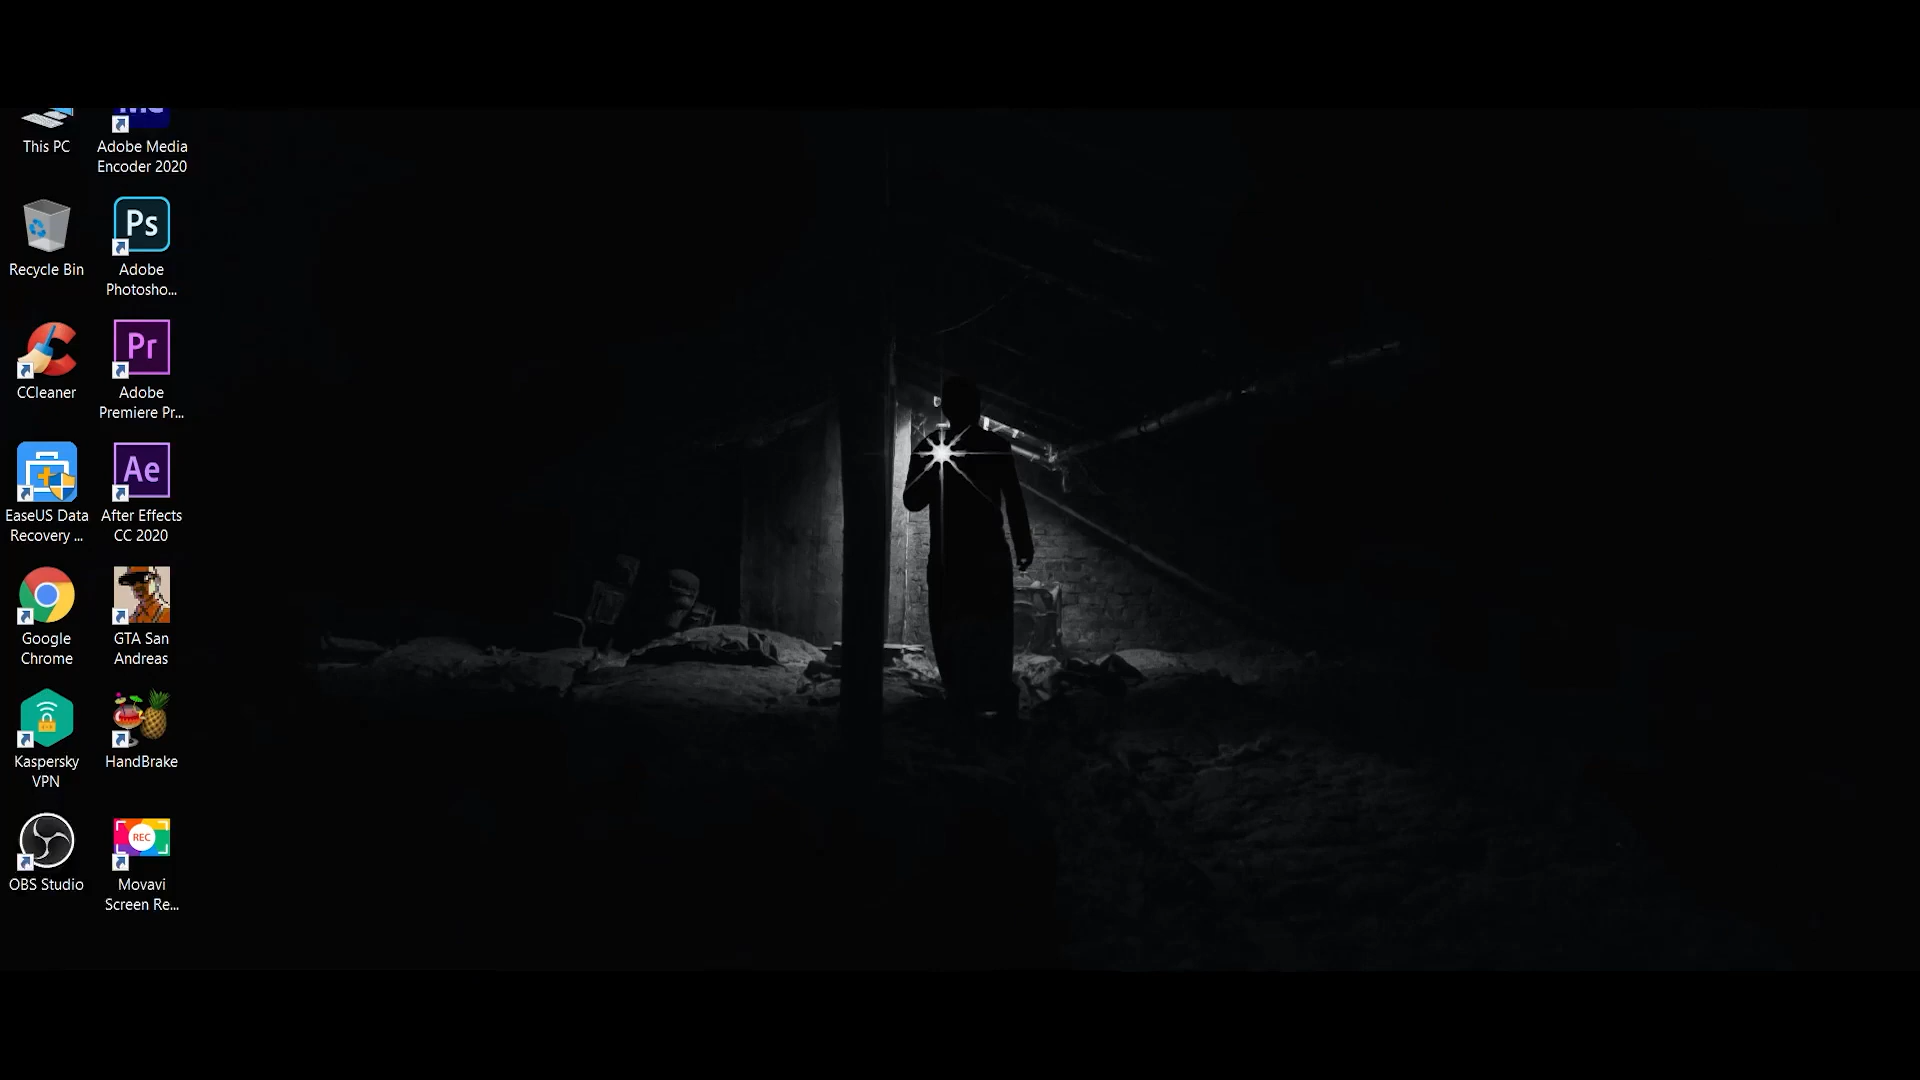 This PC
Adobe Media
Encoder 2020
Recycle Bin
Ps
Adobe
Photosho...
CCleaner
Pr
Adobe
Premiere Pr...
EaseUS Data
Recovery ...
Ae
After Effects
CC 2020
Google
Chrome
GTA San
Andreas
Kaspersky
VPN
HandBrake
OBS Studio
REC
Movavi
Screen Re...